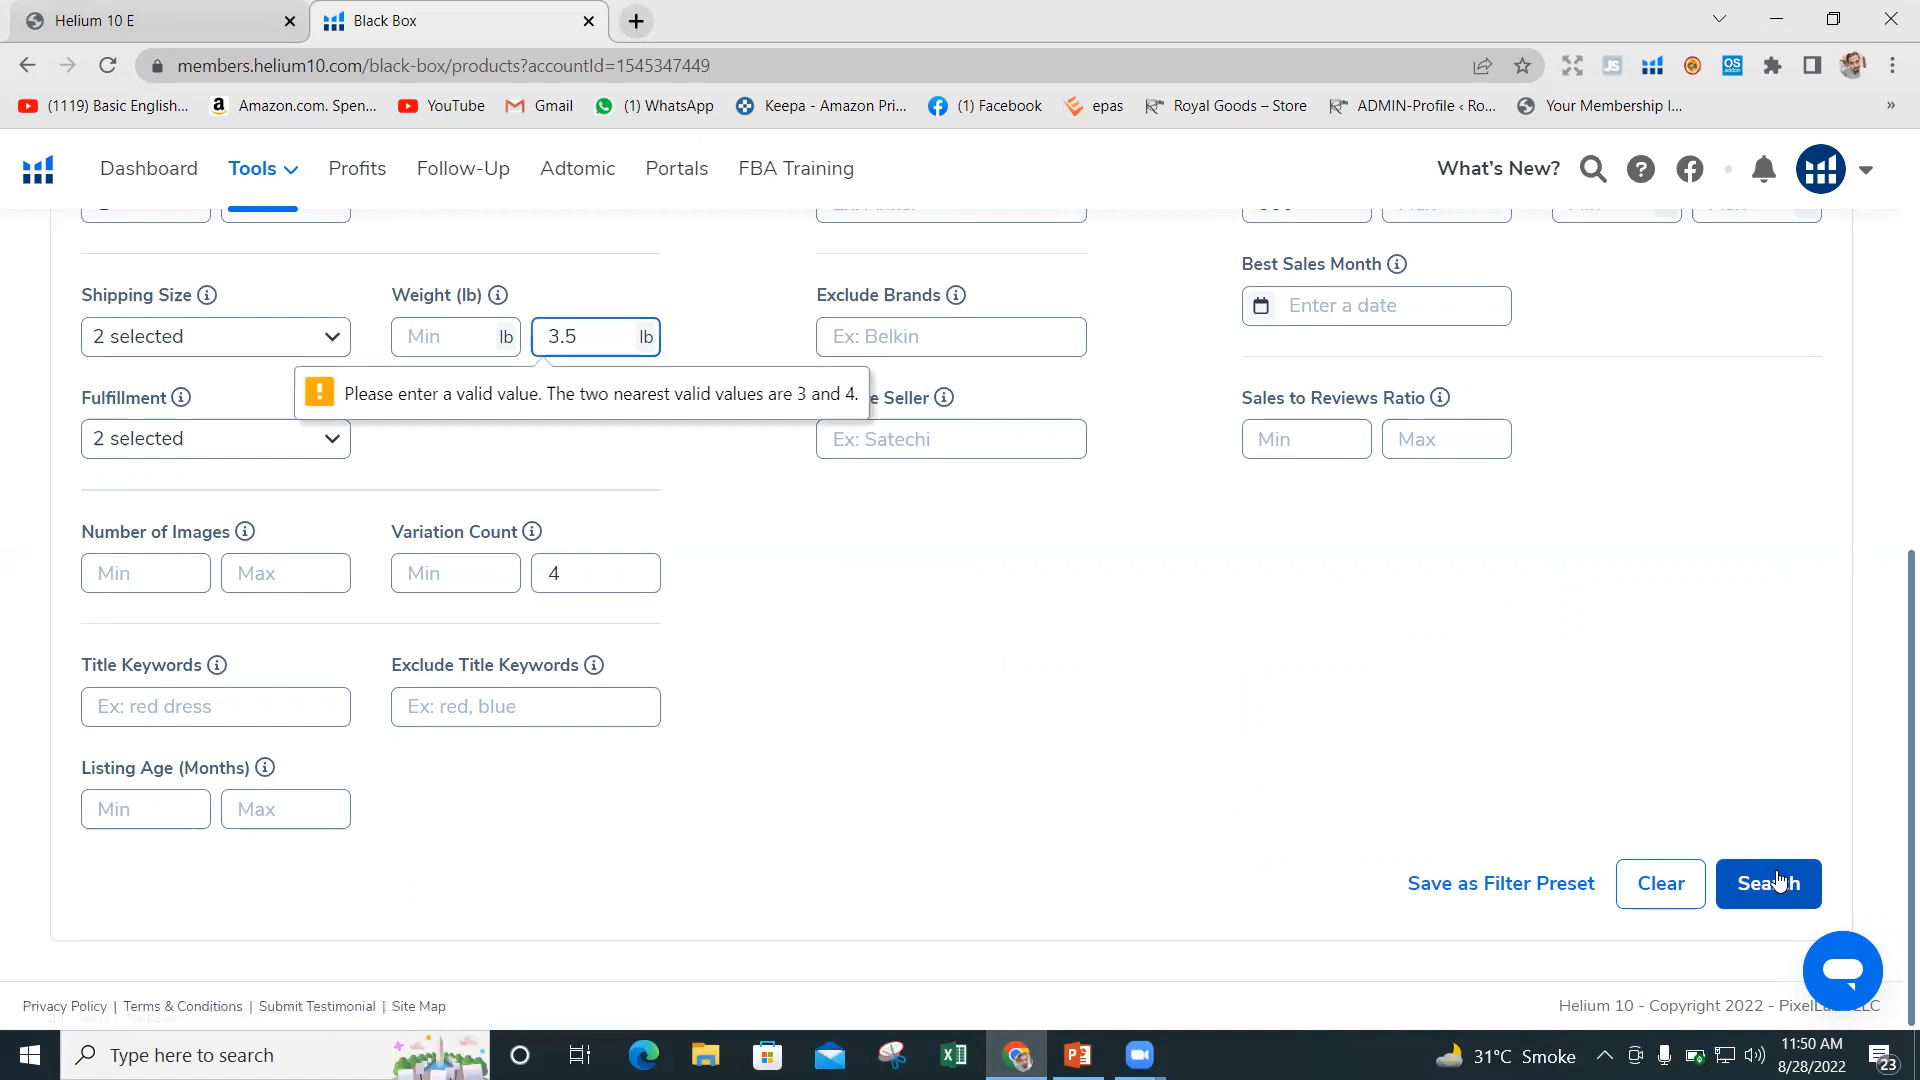 Helium 10 E
Black Box
members.helium10.com/black-box/products?accountId=1545347449
(1119) Basic English...
Amazon.com. Spen...
YouTube
Gmail
(1) WhatsApp
Keepa - Amazon Pri...
(1) Facebook
epas
Royal Goods – Store
ADMIN-Profile ‹ Ro...
Your Membership I...
»
Dashboard
Tools
Profits
Follow-Up
Adtomic
Portals
FBA Training
What's New?
Best Sales Month
Enter a date
Shipping Size
2 selected
Weight (lb)
Min lb
3.5 lb
Exclude Brands
Ex: Belkin
Please enter a valid value. The two nearest valid values are 3 and 4.
Fulfillment
2 selected
Seller
Ex: Satechi
Sales to Reviews Ratio
Min
Max
Number of Images
Min
Max
Variation Count
Min
4
Title Keywords
Ex: red dress
Exclude Title Keywords
Ex: red, blue
Listing Age (Months)
Min
Max
Save as Filter Preset
Clear
Search
Privacy Policy | Terms & Conditions | Submit Testimonial | Site Map
Helium 10 - Copyright 2022 -
Type here to search
31°C Smoke
11:50 AM
8/28/2022
23